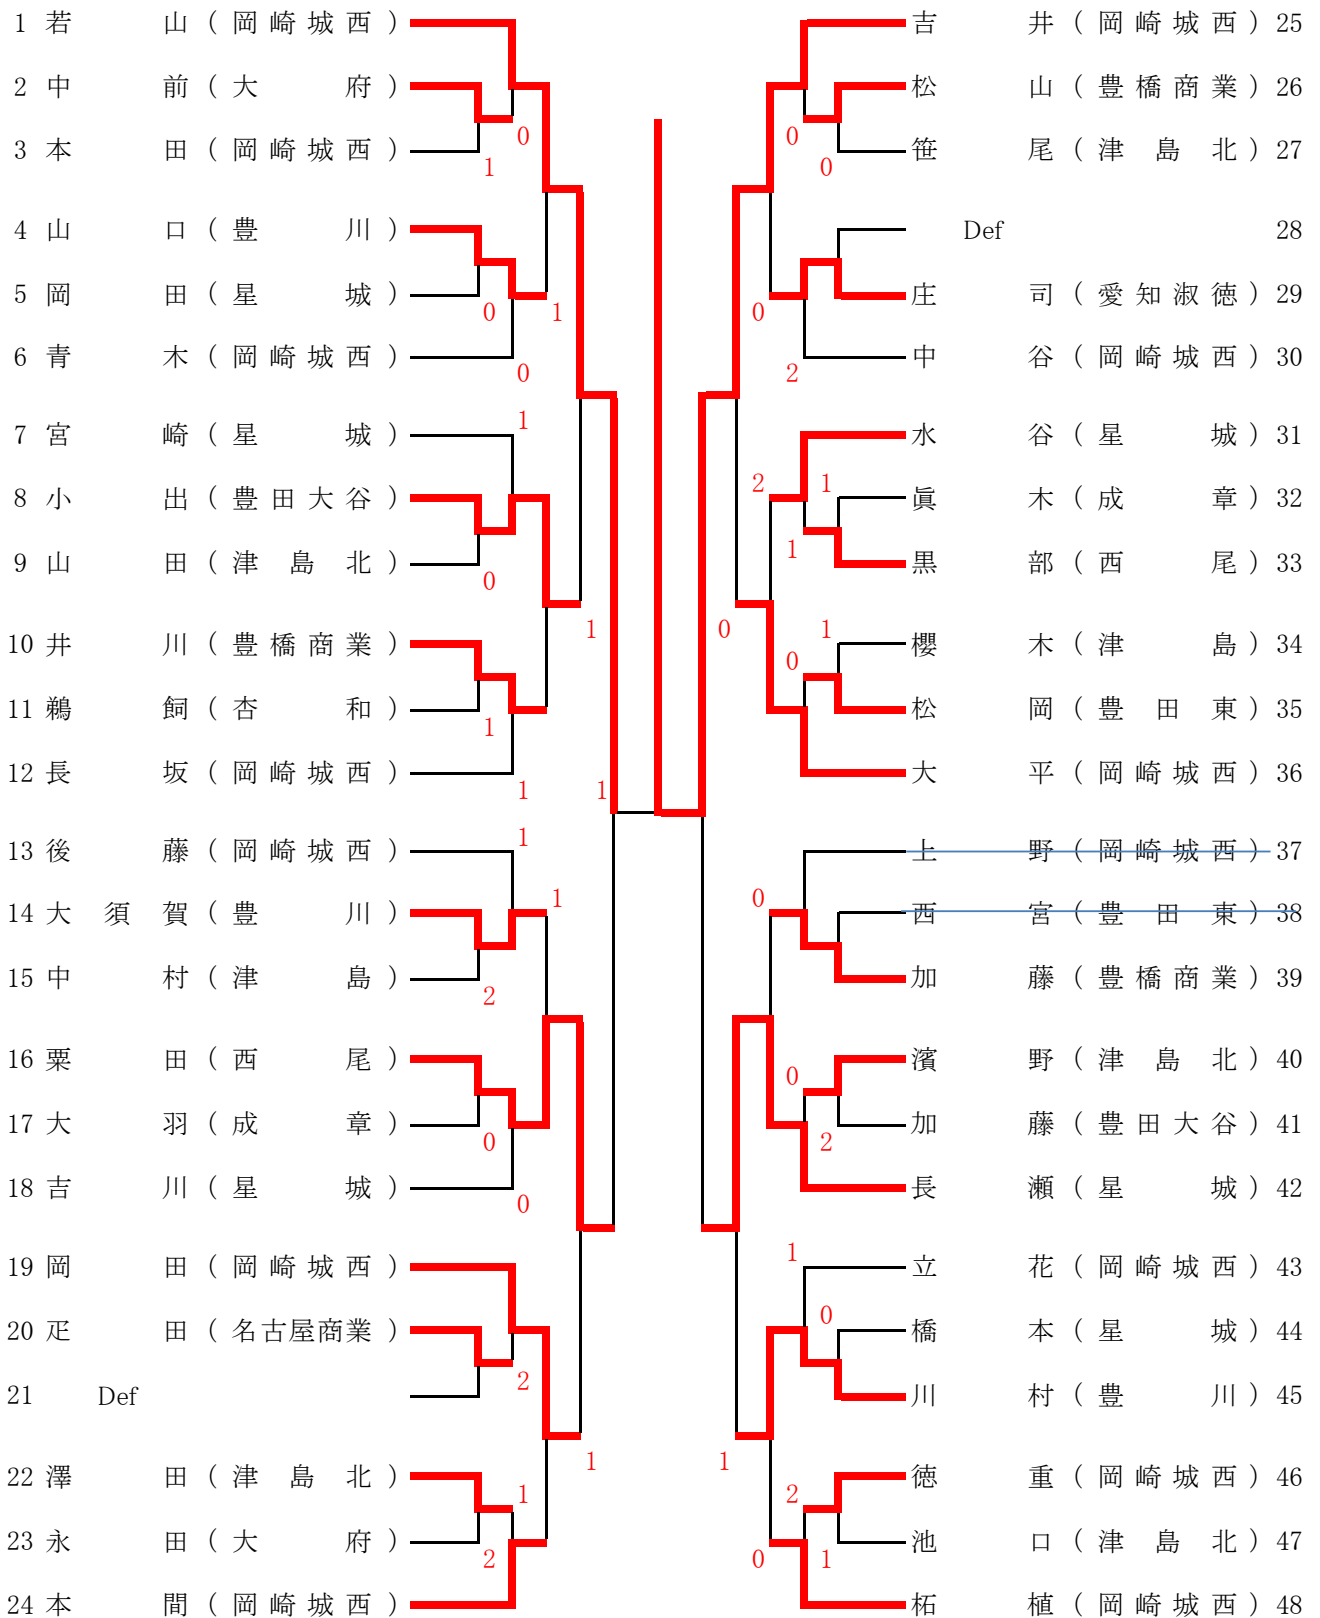 1 若 山 ( 岡 崎 城 西 )
2 中 前 ( 大 府 )
0
3 本 田 ( 岡 崎 城 西 )
1
4 山 口 ( 豊 川 )
5 岡 田 ( 星 城 )
0
1
6 青 木 ( 岡 崎 城 西 )
0
1
7 宮 崎 ( 星 城 )
8 小 出 ( 豊 田 大 谷 )
9 山 田 ( 津 島 北 )
0
1
10 井 川 ( 豊 橋 商 業 )
11 鵜 飼 ( 杏 和 )
1
12 長 坂 ( 岡 崎 城 西 )
1
1
1
13 後 藤 ( 岡 崎 城 西 )
1
14 大 須 賀 ( 豊 川 )
15 中 村 ( 津 島 )
2
16 粟 田 ( 西 尾 )
17 大 羽 ( 成 章 )
0
18 吉 川 ( 星 城 )
0
19 岡 田 ( 岡 崎 城 西 )
20 疋 田 ( 名古屋商業 )
2
21 Def
1
22 澤 田 ( 津 島 北 )
1
23 永 田 ( 大 府 )
2
24 本 間 ( 岡 崎 城 西 )
吉 井 ( 岡 崎 城 西 ) 25
松 山 ( 豊 橋 商 業 ) 26
0
笹 尾 ( 津 島 北 ) 27
0
Def 28
庄 司 ( 愛 知 淑 徳 ) 29
0
中 谷 ( 岡 崎 城 西 ) 30
2
水 谷 ( 星 城 ) 31
2
1
眞 木 ( 成 章 ) 32
1
黒 部 ( 西 尾 ) 33
0
1
櫻 木 ( 津 島 ) 34
0
松 岡 ( 豊 田 東 ) 35
大 平 ( 岡 崎 城 西 ) 36
上 野 ( 岡 崎 城 西 ) 37
0
西 宮 ( 豊 田 東 ) 38
加 藤 ( 豊 橋 商 業 ) 39
濱 野 ( 津 島 北 ) 40
0
加 藤 ( 豊 田 大 谷 ) 41
2
長 瀬 ( 星 城 ) 42
1
立 花 ( 岡 崎 城 西 ) 43
0
橋 本 ( 星 城 ) 44
川 村 ( 豊 川 ) 45
1
徳 重 ( 岡 崎 城 西 ) 46
2
池 口 ( 津 島 北 ) 47
0
1
柘 植 ( 岡 崎 城 西 ) 48